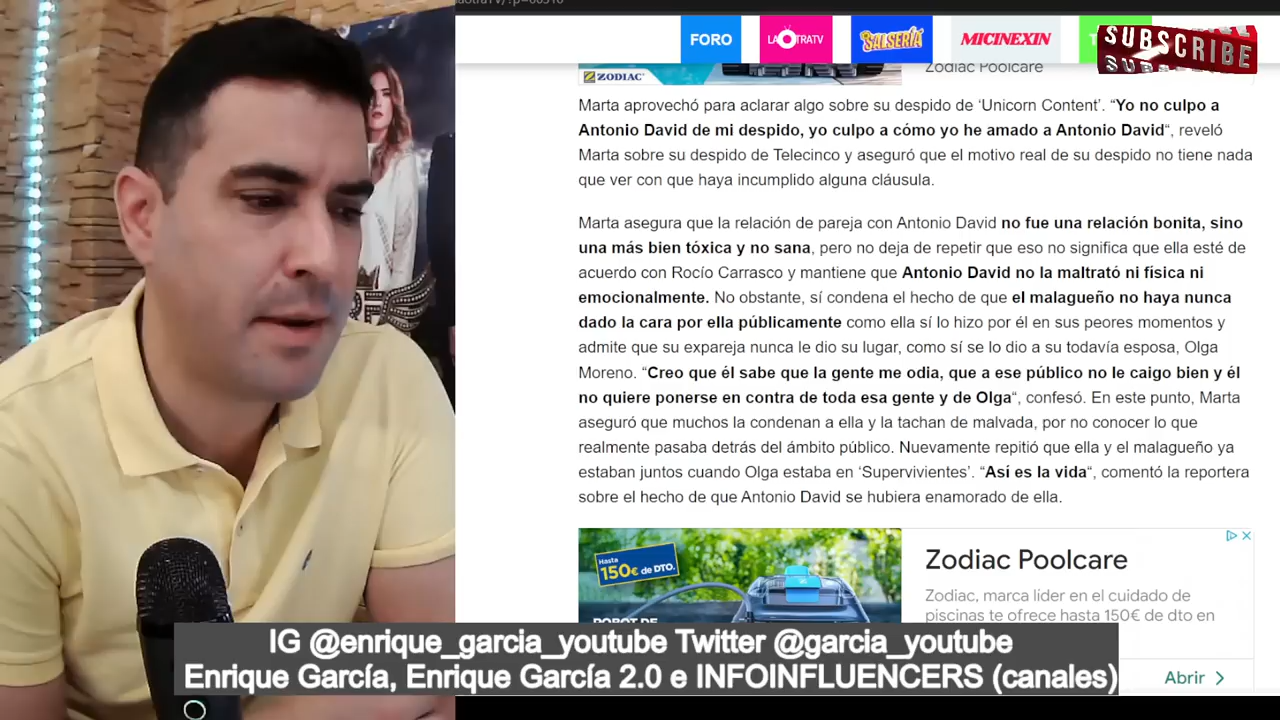 FORO
LA OTRATV
SALSERÍA
MICINEXIN
SUBSCRIBE
ZODIAC
Zodiac Poolcare
Marta aprovechó para aclarar algo sobre su despido de ‘Unicorn Content’. “Yo no culpo a
Antonio David de mi despido, yo culpo a cómo yo he amado a Antonio David“, reveló
Marta sobre su despido de Telecinco y aseguró que el motivo real de su despido no tiene nada
que ver con que haya incumplido alguna cláusula.
Marta asegura que la relación de pareja con Antonio David no fue una relación bonita, sino
una más bien tóxica y no sana, pero no deja de repetir que eso no significa que ella esté de
acuerdo con Rocío Carrasco y mantiene que Antonio David no la maltrató ni física ni
emocionalmente. No obstante, sí condena el hecho de que el malagueño no haya nunca
dado la cara por ella públicamente como ella sí lo hizo por él en sus peores momentos y
admite que su expareja nunca le dio su lugar, como sí se lo dio a su todavía esposa, Olga
Moreno. “Creo que él sabe que la gente me odia, que a ese público no le caigo bien y él
no quiere ponerse en contra de toda esa gente y de Olga“, confesó. En este punto, Marta
aseguró que muchos la condenan a ella y la tachan de malvada, por no conocer lo que
realmente pasaba detrás del ámbito público. Nuevamente repitió que ella y el malagueño ya
estaban juntos cuando Olga estaba en ‘Supervivientes’. “Así es la vida“, comentó la reportera
sobre el hecho de que Antonio David se hubiera enamorado de ella.
Hasta
150€ de DTO.
Zodiac Poolcare
Zodiac, marca lider en el cuidado de
piscinas te ofrece hasta 150€ de dto en
Abrir
IG @enrique_garcia_youtube Twitter @garcia_youtube
Enrique García, Enrique García 2.0 e INFOINFLUENCERS (canales)